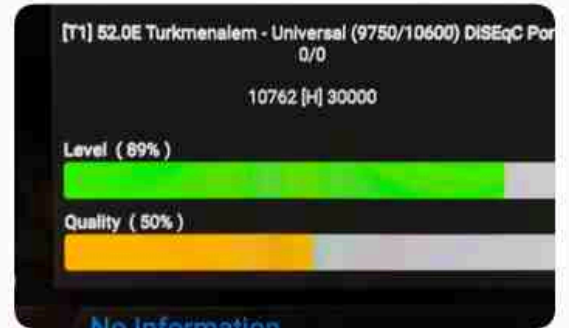 [T1] 52.0E Turkmenalem - Universal (9750/10600) DiSEqC Por
0/0
10762 [H] 30000
Level ( 89% )
Quality ( 50% )
No Information